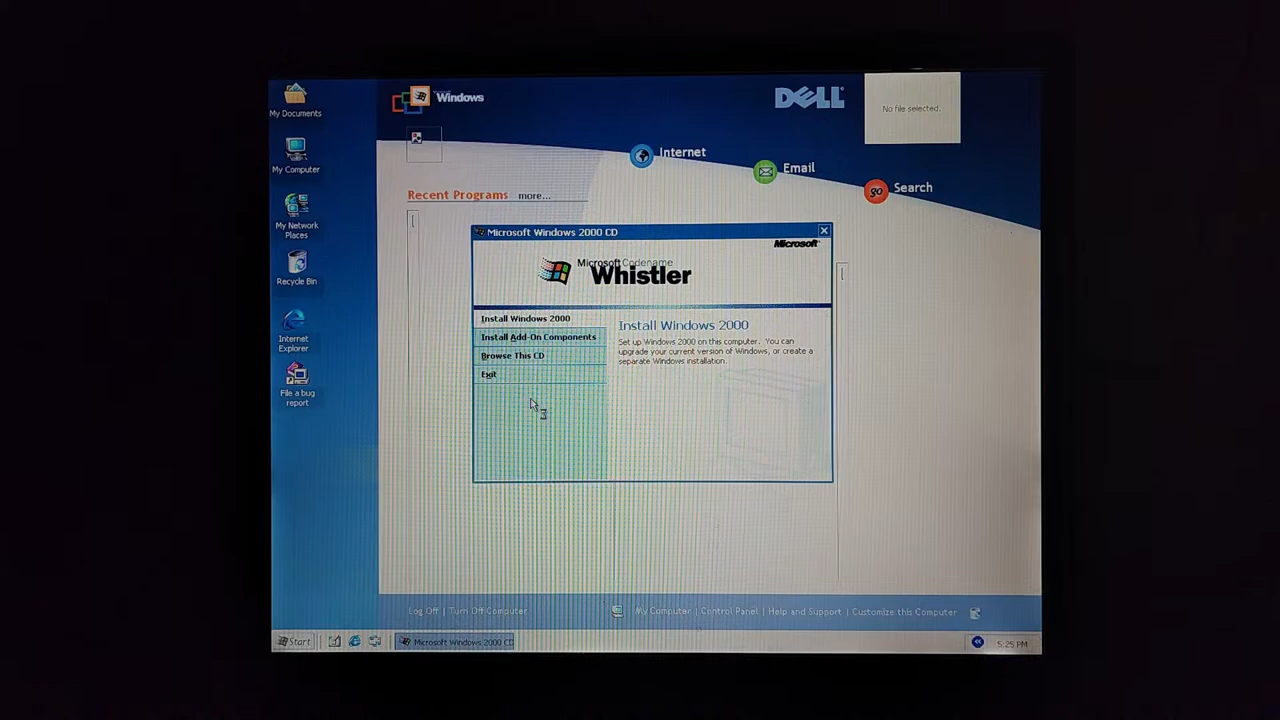 My Documents
My Computer
My Network
Places
Recycle Bin
Internet
Explorer
File a bug
report
Windows
DELL
No file selected.
Internet
Email
go
Search
Recent Programs more...
Microsoft Windows 2000 CD
Microsoft
Microsoft Codename
Whistler
Install Windows 2000
Install Add-On Components
Browse This CD
Exit
Install Windows 2000
Set up Windows 2000 on this computer. You can
upgrade your current version of Windows, or create a
separate Windows installation.
Log Off | Turn Off Computer
My Computer | Control Panel | Help and Support | Customize this Computer
Start
Microsoft Windows 2000 CD
5:25 PM